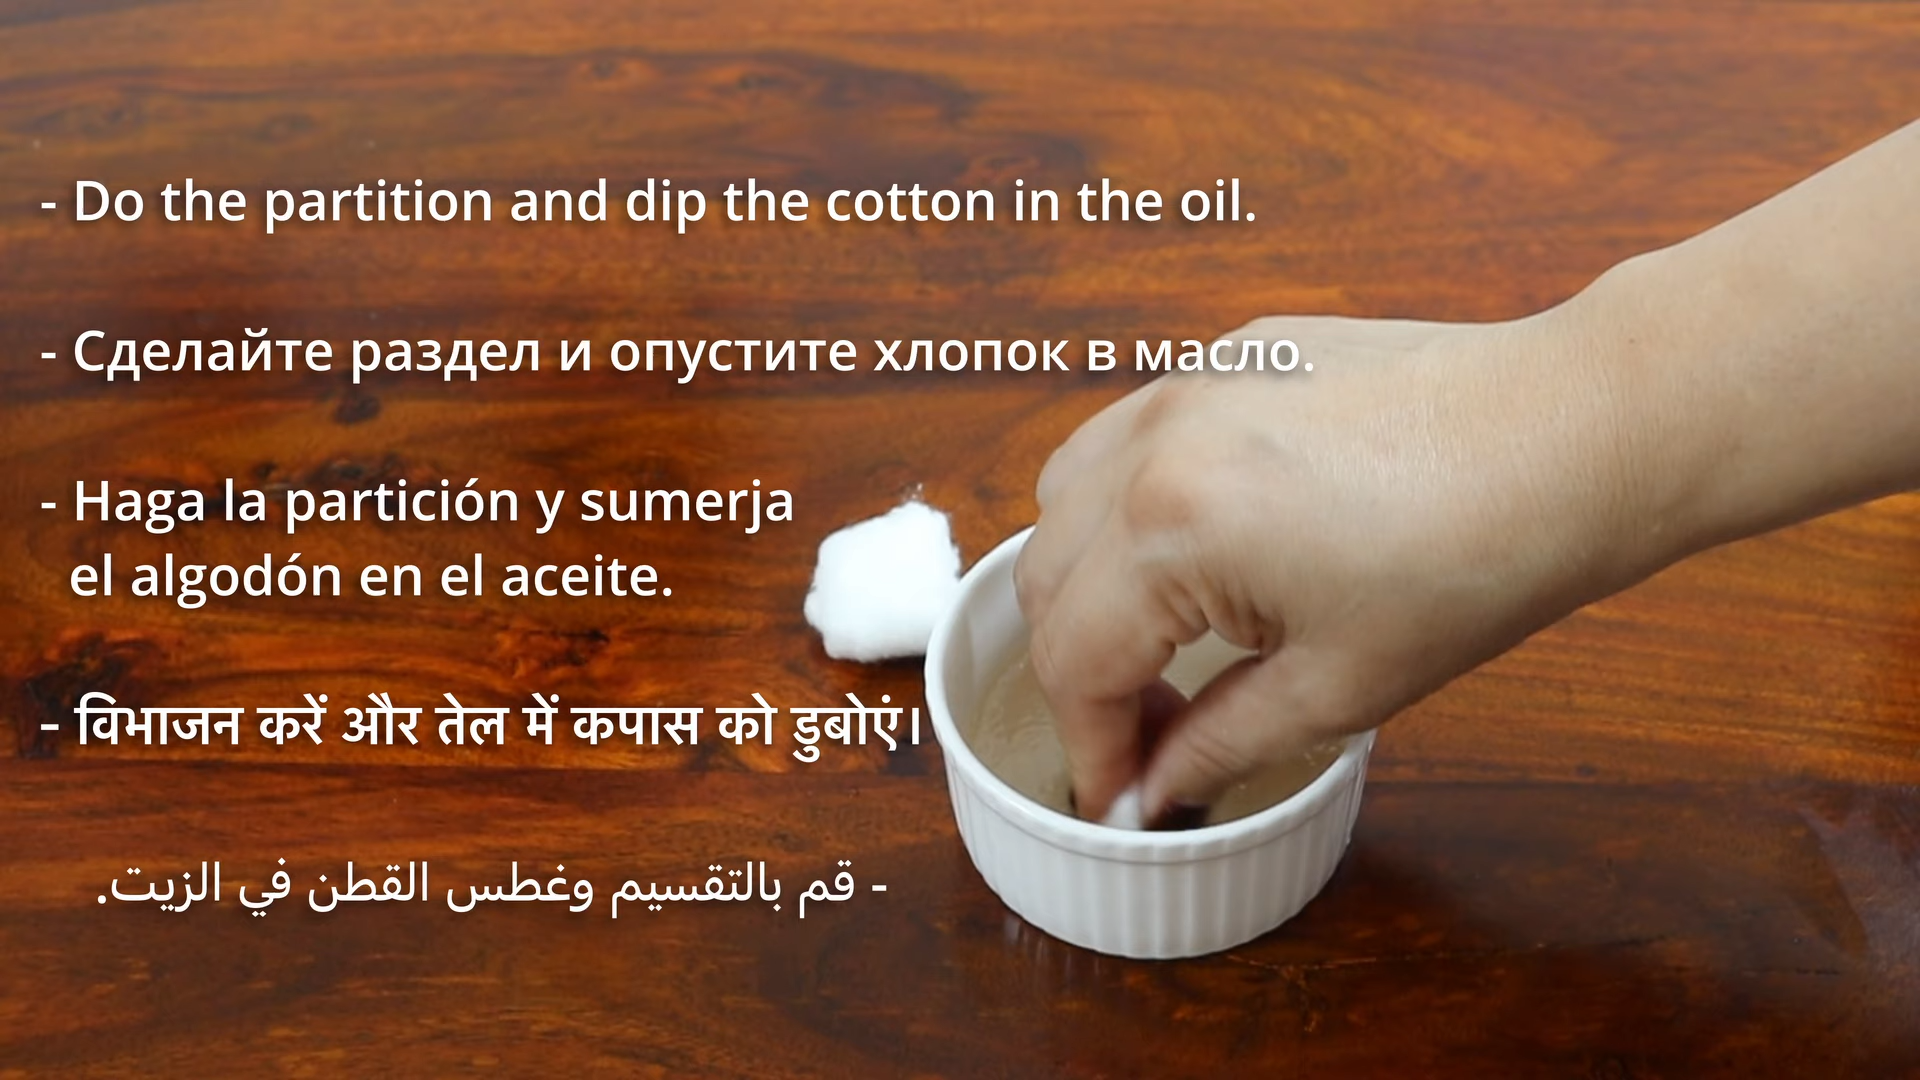 - Do the partition and dip the cotton in the oil.
- Сделайте раздел и опустите хлопок в масло.
- Haga la partición y sumerja
el algodón en el aceite.
- विभाजन करें और तेल में कपास को डुबोएं।
- قم بالتقسيم وغطس القطن في الزيت.